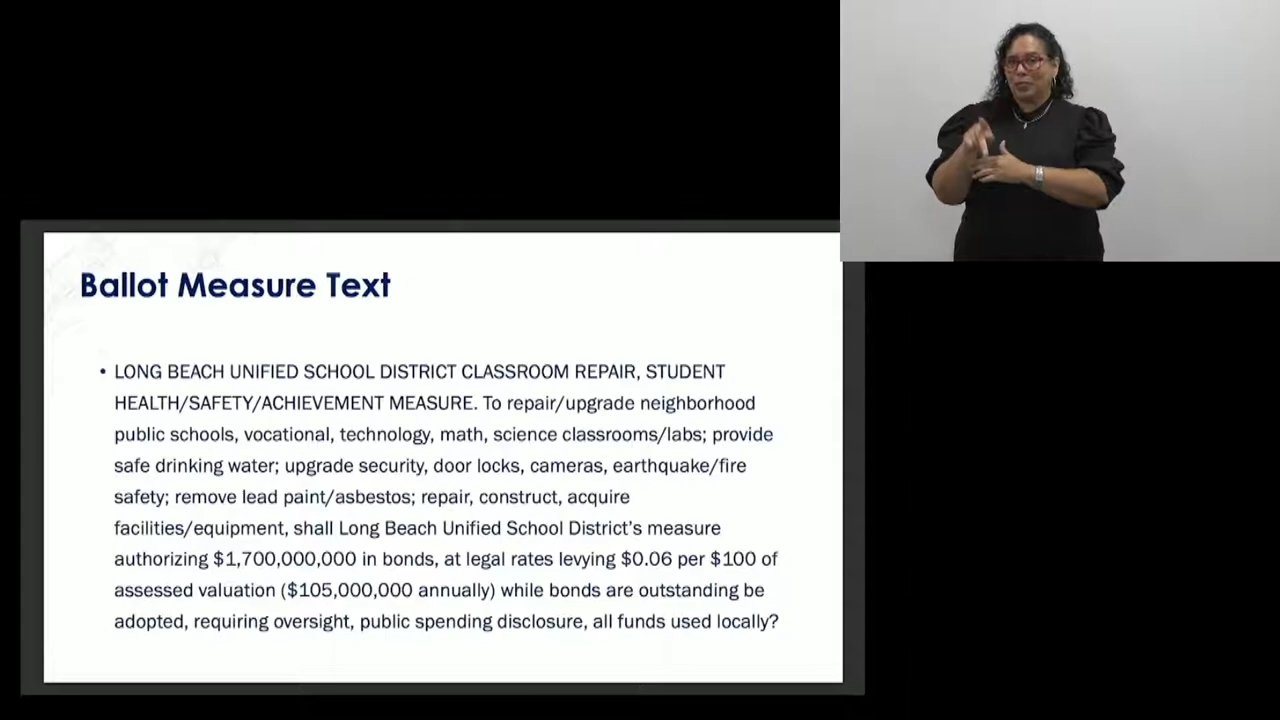 Ballot Measure Text
• LONG BEACH UNIFIED SCHOOL DISTRICT CLASSROOM REPAIR, STUDENT
HEALTH/SAFETY/ACHIEVEMENT MEASURE. To repair/upgrade neighborhood
public schools, vocational, technology, math, science classrooms/labs; provide
safe drinking water; upgrade security, door locks, cameras, earthquake/fire
safety; remove lead paint/asbestos; repair, construct, acquire
facilities/equipment, shall Long Beach Unified School District’s measure
authorizing $1,700,000,000 in bonds, at legal rates levying $0.06 per $100 of
assessed valuation ($105,000,000 annually) while bonds are outstanding be
adopted, requiring oversight, public spending disclosure, all funds used locally?